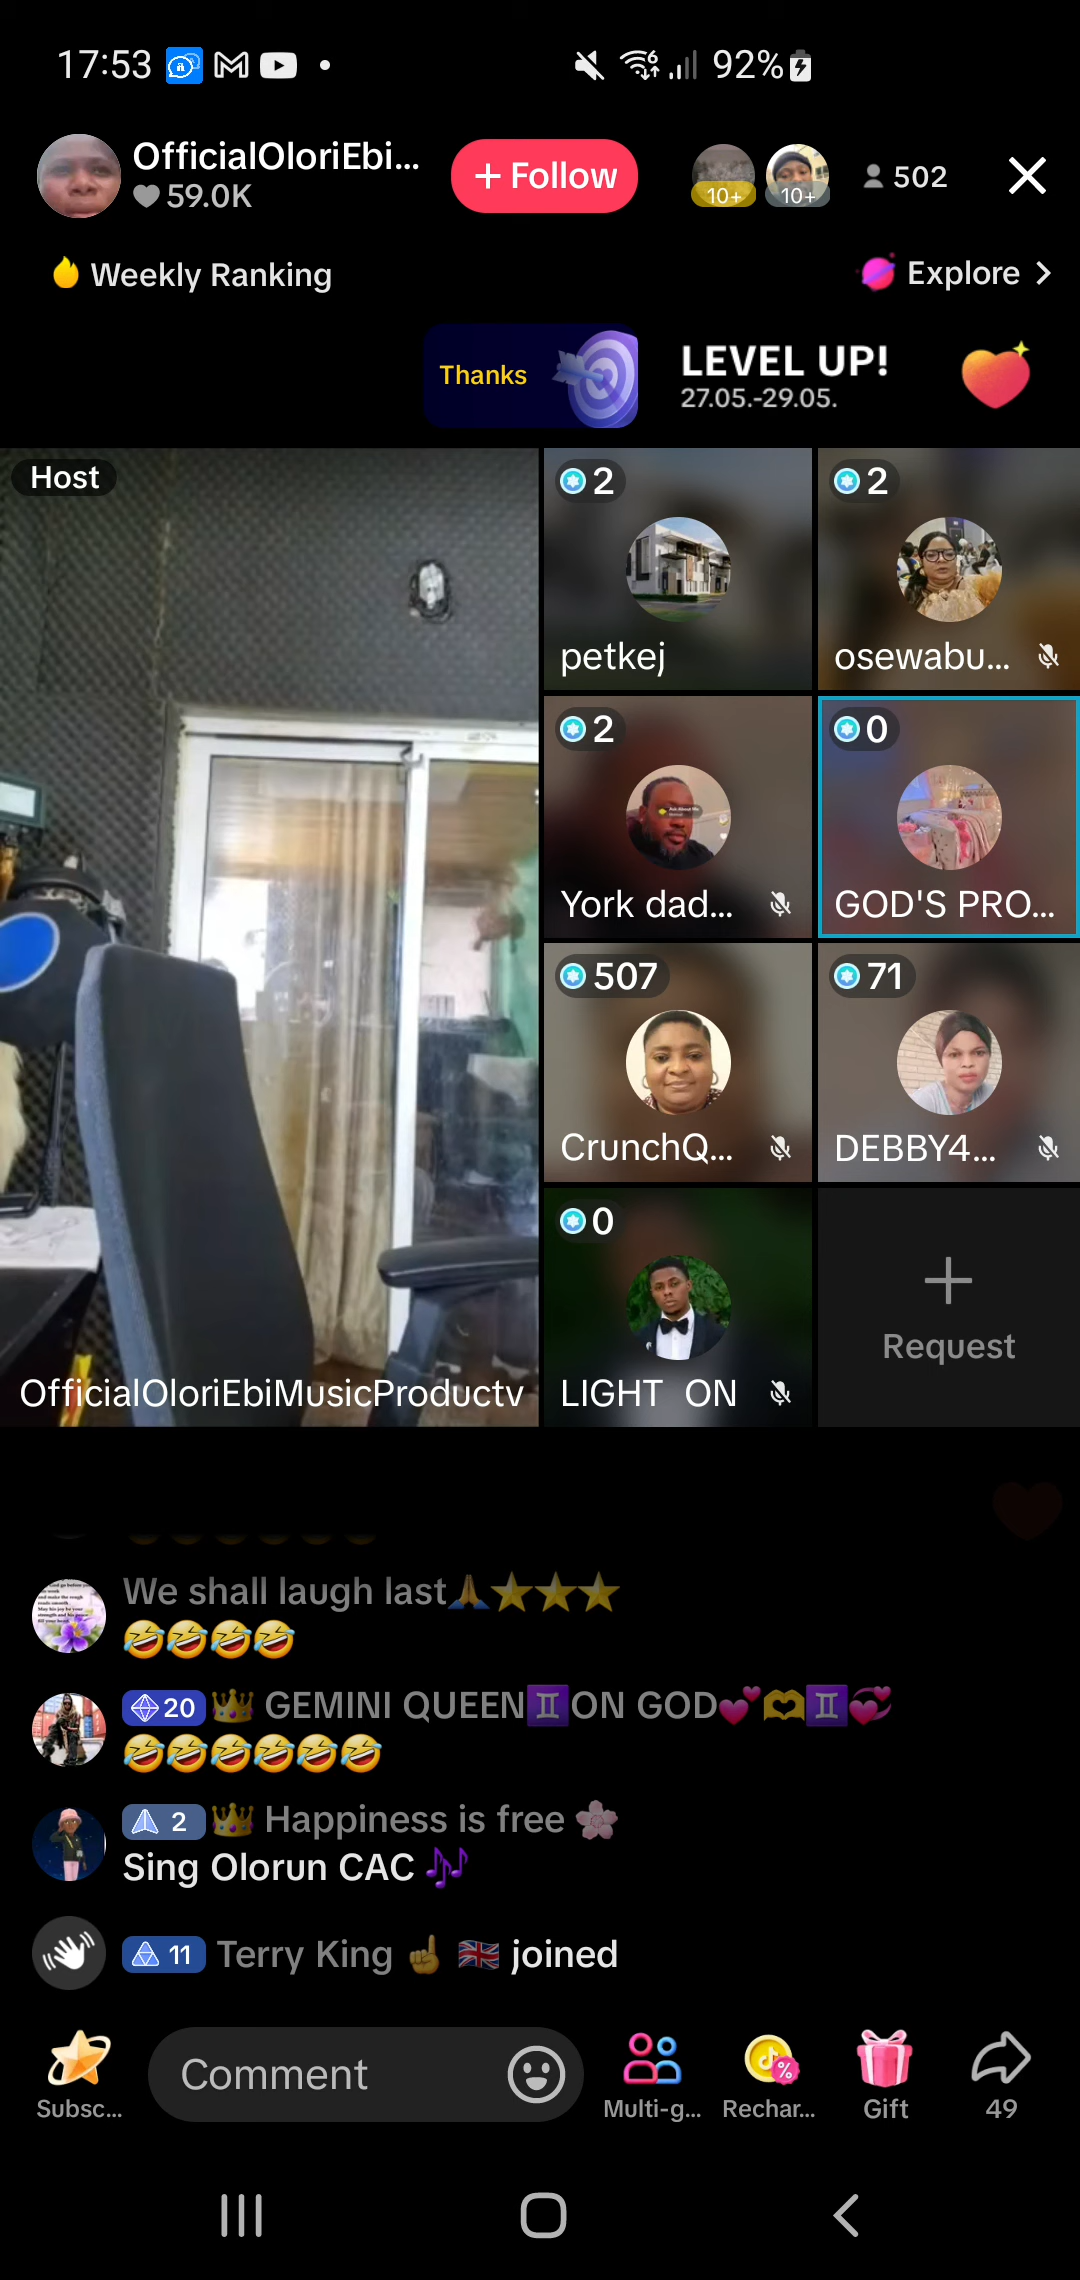 17:53
92%
OfficialOloriEbi...
59.0K
+ Follow
10+
10+
502
Weekly Ranking
Explore
Thanks
LEVEL UP!
27.05.-29.05.
Host
2
petkej
2
osewabu...
2
York dad...
0
GOD'S PRO...
507
CrunchQ...
71
DEBBY4...
OfficialOloriEbiMusicProductv
0
LIGHT ON
Request
We shall laugh last🙏⭐⭐⭐
🤣🤣🤣🤣
20 👑 GEMINI QUEEN♊ON GOD💕🫶♊💞
🤣🤣🤣🤣🤣🤣
2 👑 Happiness is free 🌸
Sing Olorun CAC 🎶
11 Terry King ☝️ 🇬🇧 joined
Subsc...
Comment
Multi-g...
Rechar...
Gift
49